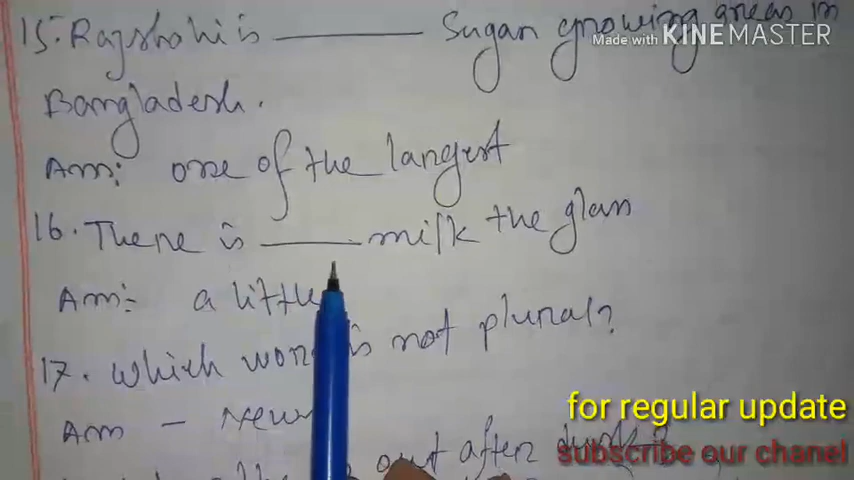 15. Rajshahi is ______ Sugar growing areas in
Made with KINEMASTER
Bangladesh.
Ans: one of the largest
16. There is ______ milk the glass
Ans: a little
17. which word is not plural?
Ans - News
for regular update
out after dusk
subscribe our chanel